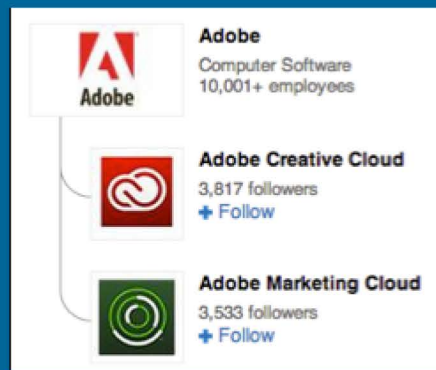 Adobe
Adobe
Computer Software
10,001+ employees
Adobe Creative Cloud
3,817 followers
+ Follow
Adobe Marketing Cloud
3,533 followers
+ Follow